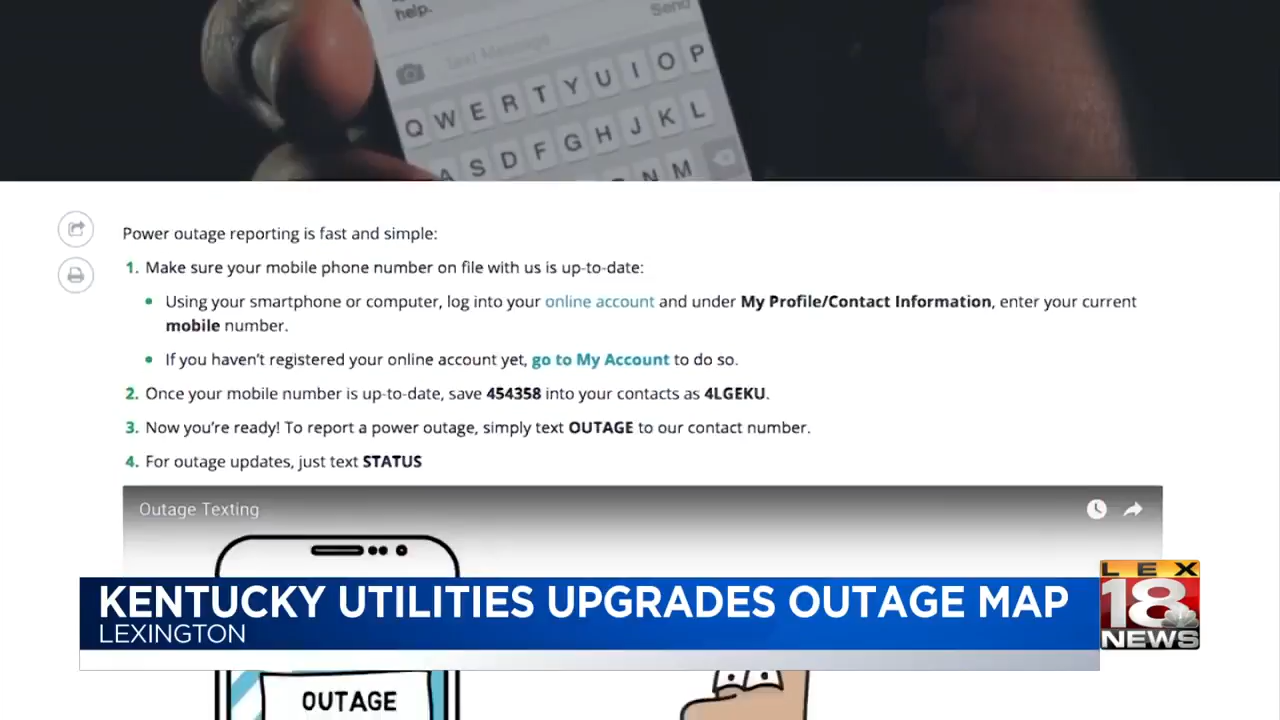 help.
Send
Text Message
Q W E R T Y U I O P
A S D F G H J K L
N M
Power outage reporting is fast and simple:
1. Make sure your mobile phone number on file with us is up-to-date:
• Using your smartphone or computer, log into your online account and under My Profile/Contact Information, enter your current
mobile number.
• If you haven't registered your online account yet, go to My Account to do so.
2. Once your mobile number is up-to-date, save 454358 into your contacts as 4LGEKU.
3. Now you're ready! To report a power outage, simply text OUTAGE to our contact number.
4. For outage updates, just text STATUS
Outage Texting
KENTUCKY UTILITIES UPGRADES OUTAGE MAP
LEXINGTON
LEX
18
NEWS
OUTAGE